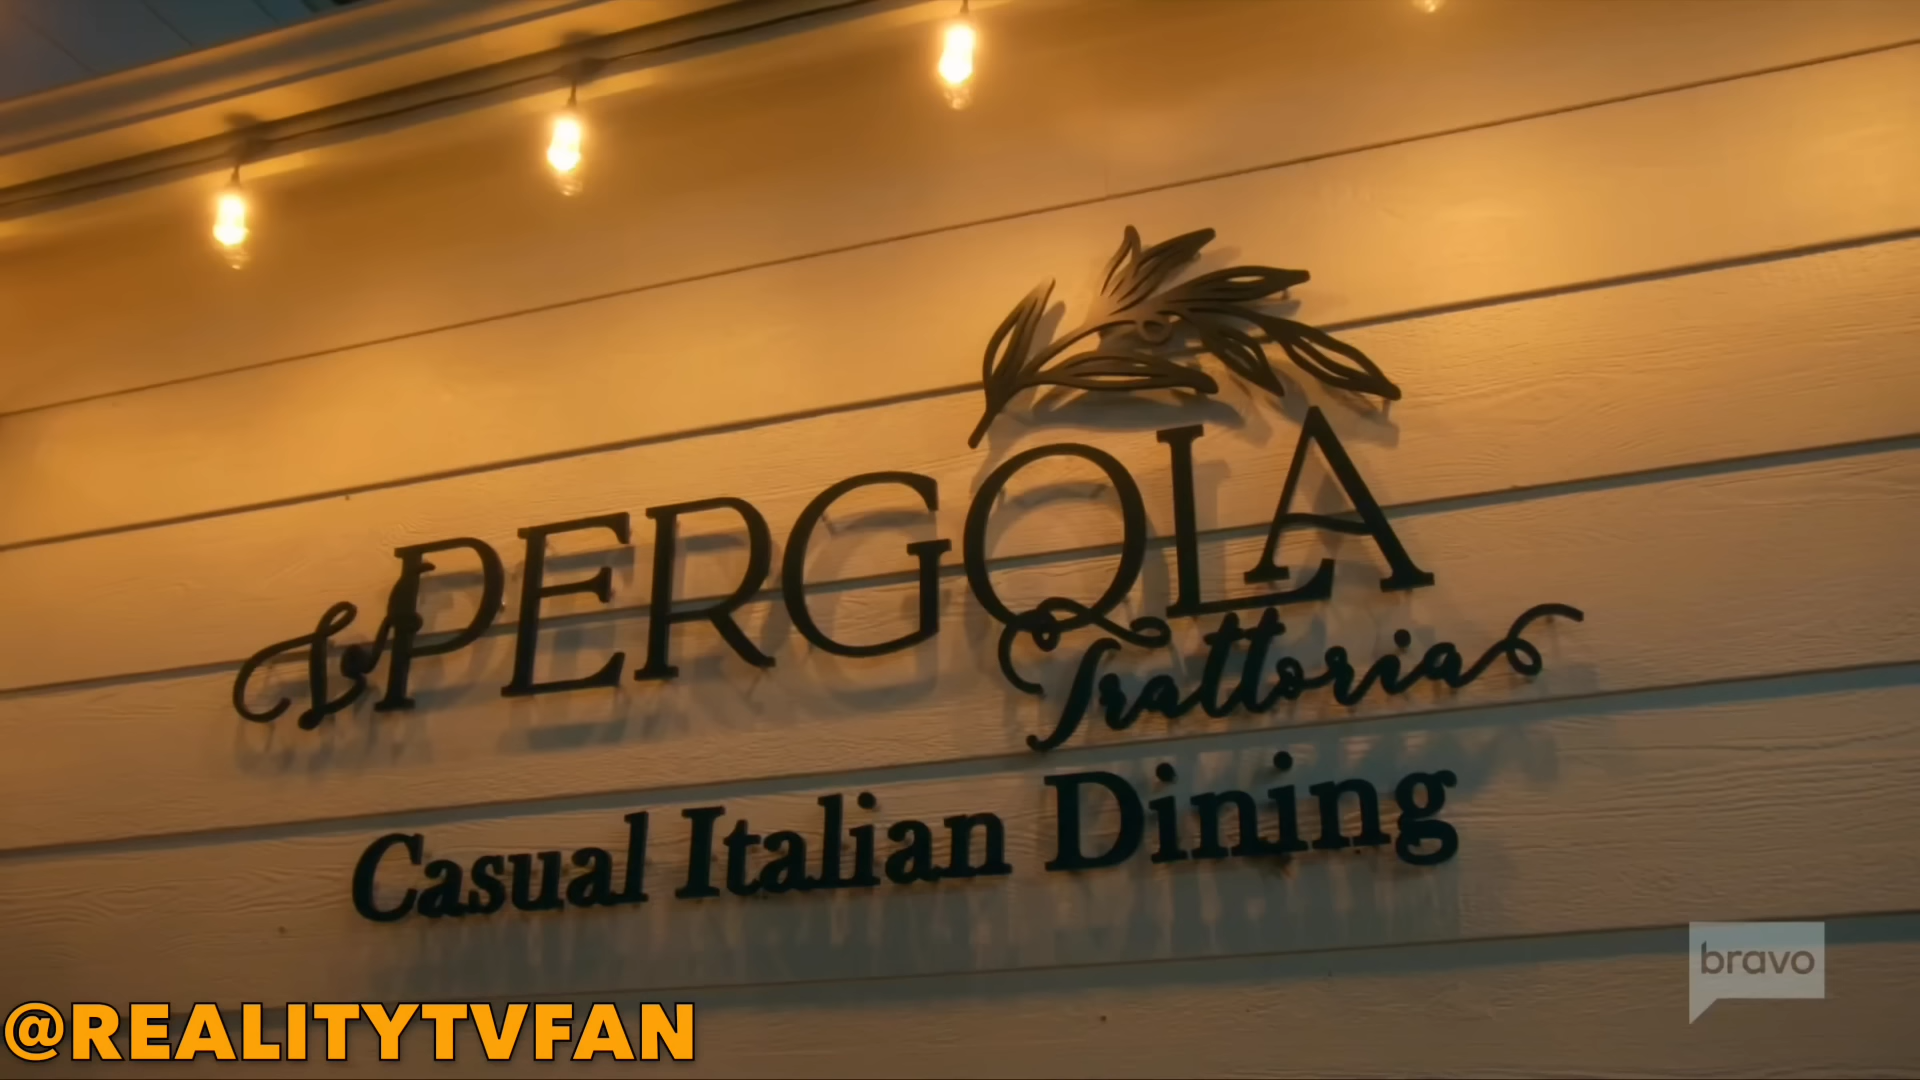 PERGOLA
Trattoria
Casual Italian Dining
bravo
@REALITYTVFAN